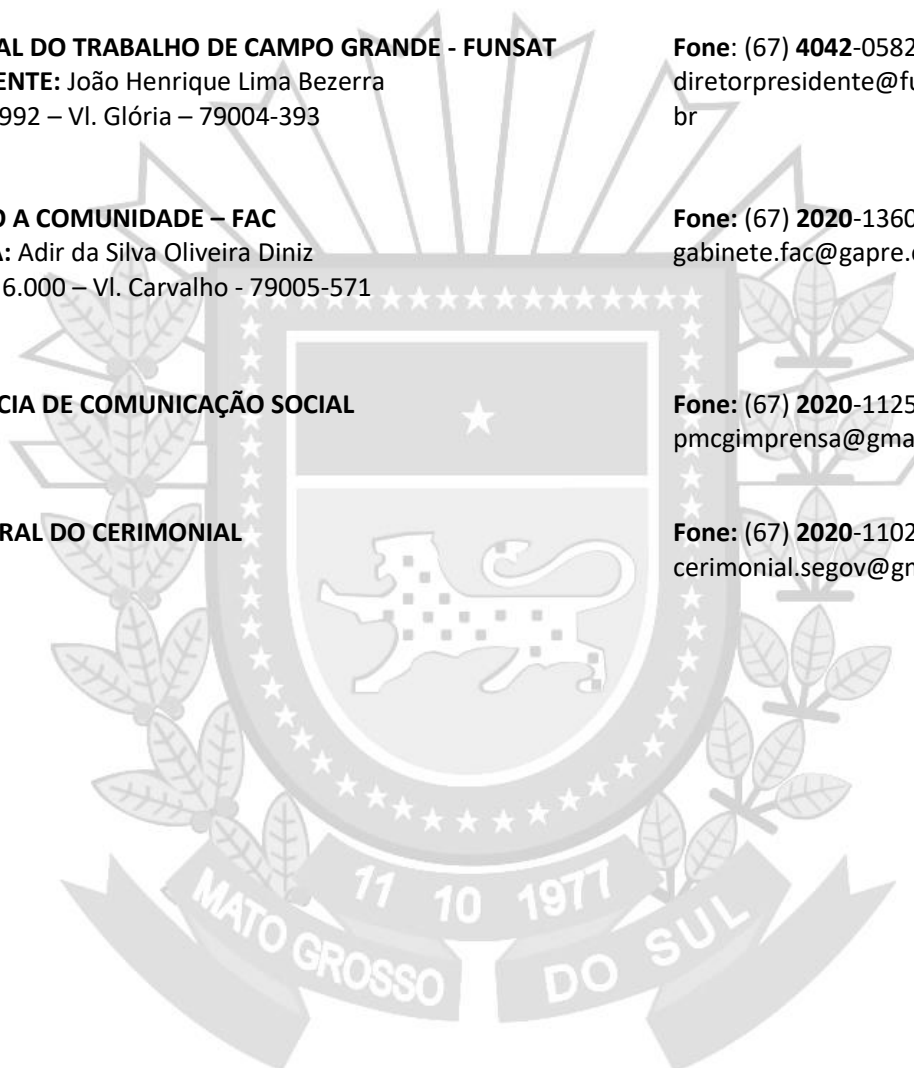 AL DO TRABALHO DE CAMPO GRANDE - FUNSAT
ENTE: João Henrique Lima Bezerra
992 – Vl. Glória – 79004-393
Fone: (67) 4042-0582
diretorpresidente@fu
br
O A COMUNIDADE – FAC
A: Adir da Silva Oliveira Diniz
6.000 – Vl. Carvalho - 79005-571
Fone: (67) 2020-1360
gabinete.fac@gapre.
CIA DE COMUNICAÇÃO SOCIAL
Fone: (67) 2020-1125
pmcgimprensa@gma
RAL DO CERIMONIAL
Fone: (67) 2020-1102
cerimonial.segov@g
11 10 1977
MATO GROSSO DO SUL